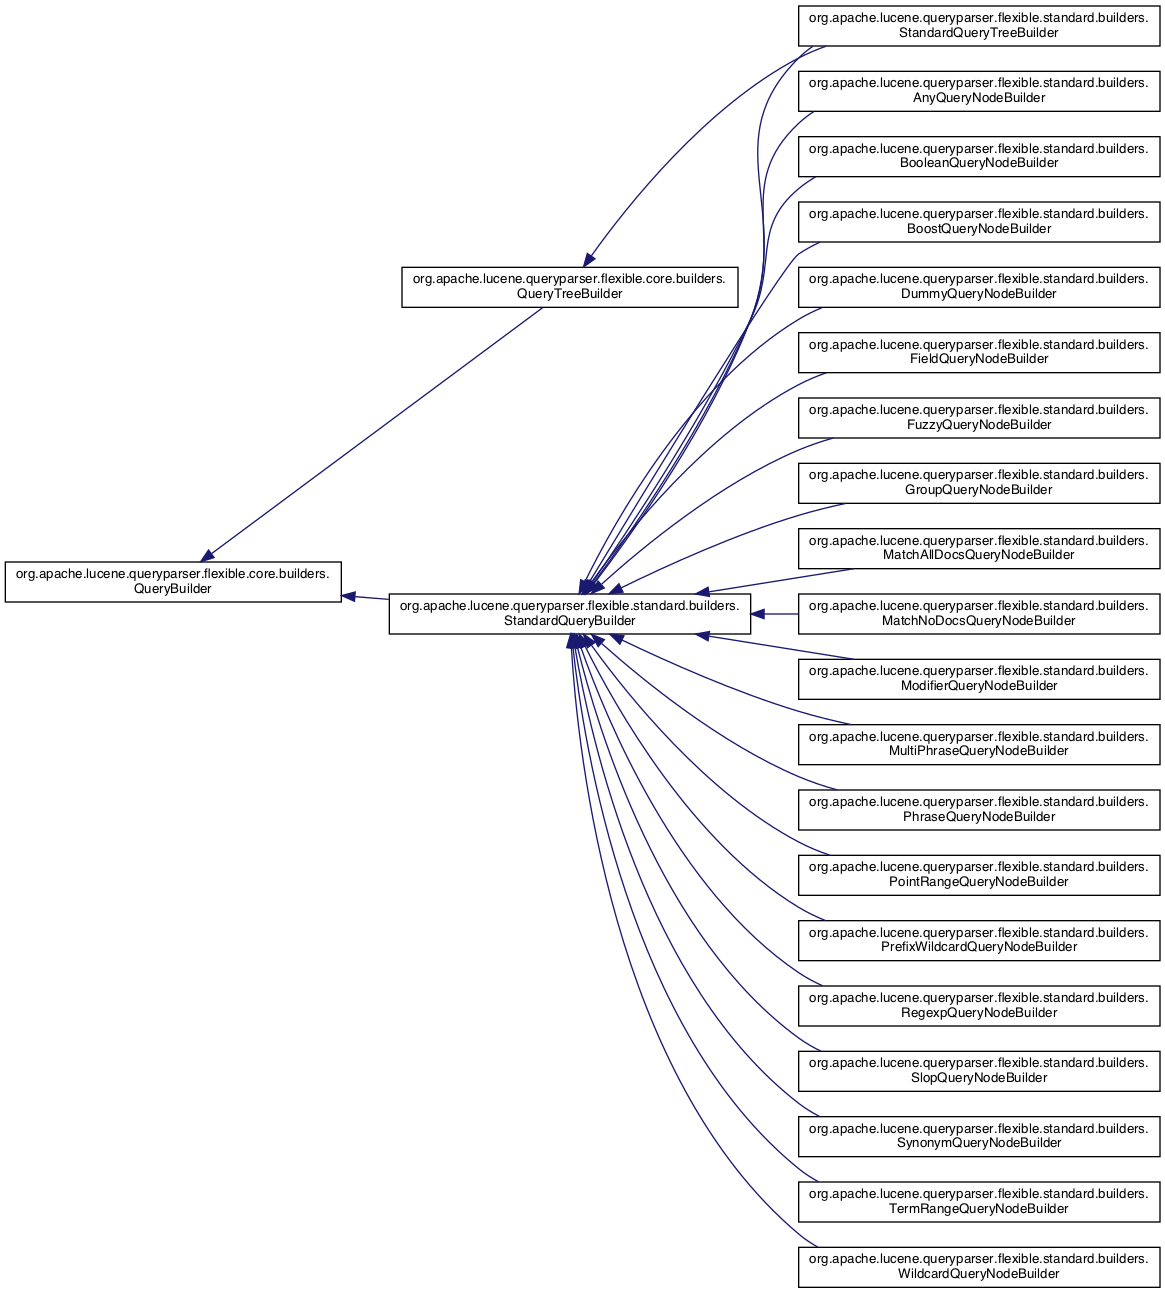 org.apache.lucene.queryparser.flexible.standard.builders.
StandardQueryTreeBuilder
org.apache.lucene.queryparser.flexible.standard.builders.
AnyQueryNodeBuilder
org.apache.lucene.queryparser.flexible.standard.builders.
BooleanQueryNodeBuilder
org.apache.lucene.queryparser.flexible.standard.builders.
BoostQueryNodeBuilder
org.apache.lucene.queryparser.flexible.core.builders.
QueryTreeBuilder
org.apache.lucene.queryparser.flexible.standard.builders.
DummyQueryNodeBuilder
org.apache.lucene.queryparser.flexible.standard.builders.
FieldQueryNodeBuilder
org.apache.lucene.queryparser.flexible.standard.builders.
FuzzyQueryNodeBuilder
org.apache.lucene.queryparser.flexible.standard.builders.
GroupQueryNodeBuilder
org.apache.lucene.queryparser.flexible.standard.builders.
MatchAllDocsQueryNodeBuilder
org.apache.lucene.queryparser.flexible.core.builders.
QueryBuilder
org.apache.lucene.queryparser.flexible.standard.builders.
StandardQueryBuilder
org.apache.lucene.queryparser.flexible.standard.builders.
MatchNoDocsQueryNodeBuilder
org.apache.lucene.queryparser.flexible.standard.builders.
ModifierQueryNodeBuilder
org.apache.lucene.queryparser.flexible.standard.builders.
MultiPhraseQueryNodeBuilder
org.apache.lucene.queryparser.flexible.standard.builders.
PhraseQueryNodeBuilder
org.apache.lucene.queryparser.flexible.standard.builders.
PointRangeQueryNodeBuilder
org.apache.lucene.queryparser.flexible.standard.builders.
PrefixWildcardQueryNodeBuilder
org.apache.lucene.queryparser.flexible.standard.builders.
RegexpQueryNodeBuilder
org.apache.lucene.queryparser.flexible.standard.builders.
SlopQueryNodeBuilder
org.apache.lucene.queryparser.flexible.standard.builders.
SynonymQueryNodeBuilder
org.apache.lucene.queryparser.flexible.standard.builders.
TermRangeQueryNodeBuilder
org.apache.lucene.queryparser.flexible.standard.builders.
WildcardQueryNodeBuilder